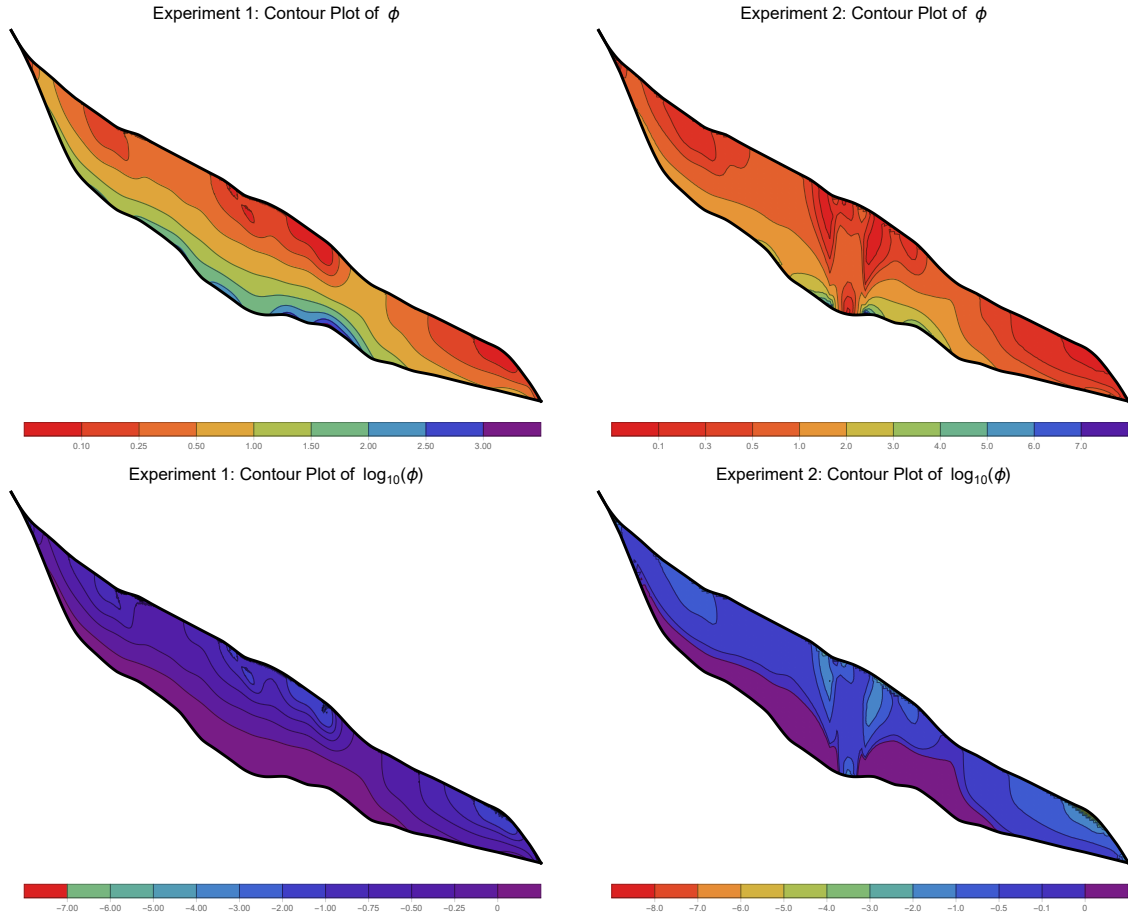 Experiment 1: Contour Plot of ϕ
Experiment 2: Contour Plot of ϕ
0.10 0.25 0.50 1.00 1.50 2.00 2.50 3.00
0.1 0.3 0.5 1.0 2.0 3.0 4.0 5.0 6.0 7.0
Experiment 1: Contour Plot of log₁₀(ϕ)
Experiment 2: Contour Plot of log₁₀(ϕ)
−7.00 −6.00 −5.00 −4.00 −3.00 −2.00 −1.00 −0.50 −0.25 0
−8.0 −7.0 −6.0 −5.0 −4.0 −3.0 −2.0 −1.0 −0.5 −0.1 0